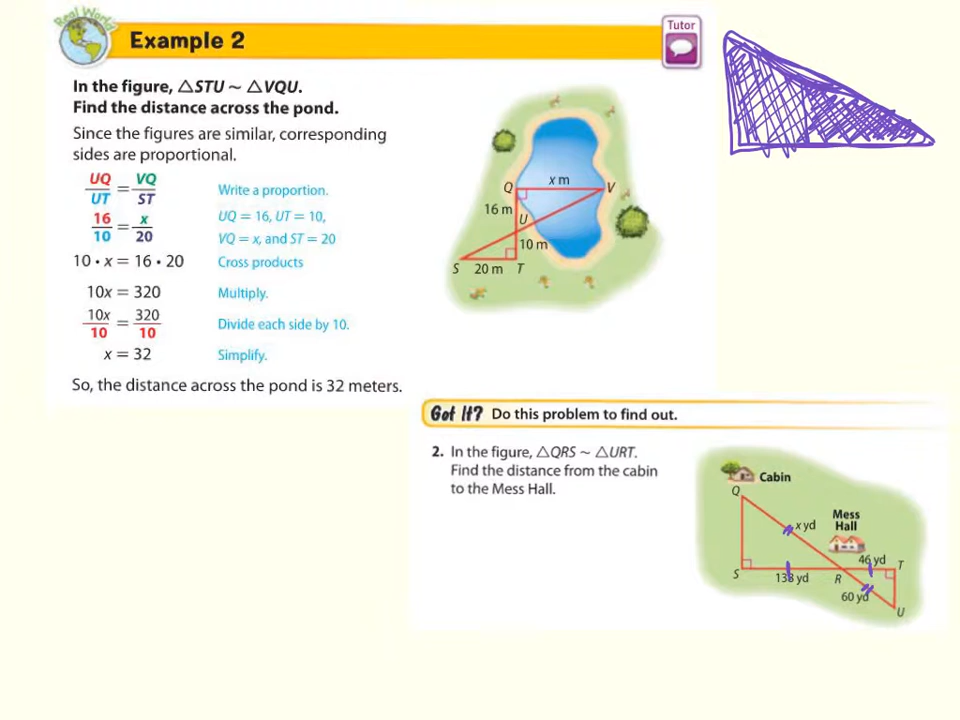 Real World
Example 2
Tutor
In the figure, △STU ~ △VQU.
Find the distance across the pond.
Since the figures are similar, corresponding
sides are proportional.
UQ/UT = VQ/ST Write a proportion.
16/10 = x/20 UQ = 16, UT = 10,
VQ = x, and ST = 20
10 • x = 16 • 20 Cross products
10x = 320 Multiply.
10x/10 = 320/10 Divide each side by 10.
x = 32 Simplify.
So, the distance across the pond is 32 meters.
Q x m V
16 m U
10 m
S 20 m T
Got It? Do this problem to find out.
2. In the figure, △QRS ~ △URT.
Find the distance from the cabin
to the Mess Hall.
Cabin
Q
x yd Mess
Hall
46 yd T
S 138 yd R
60 yd U